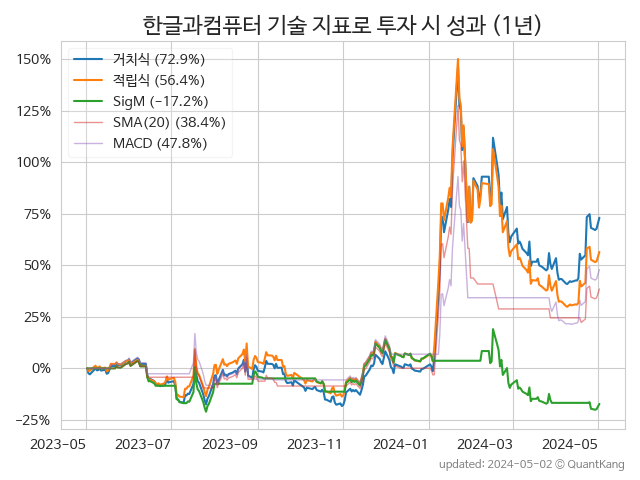 한글과컴퓨터 기술 지표로 투자 시 성과 (1년)
거치식 (72.9%)
적립식 (56.4%)
SigM (−17.2%)
SMA(20) (38.4%)
MACD (47.8%)
150%
125%
100%
75%
50%
25%
0%
−25%
2023-05 2023-07 2023-09 2023-11 2024-01 2024-03 2024-05
updated: 2024-05-02 © QuantKang